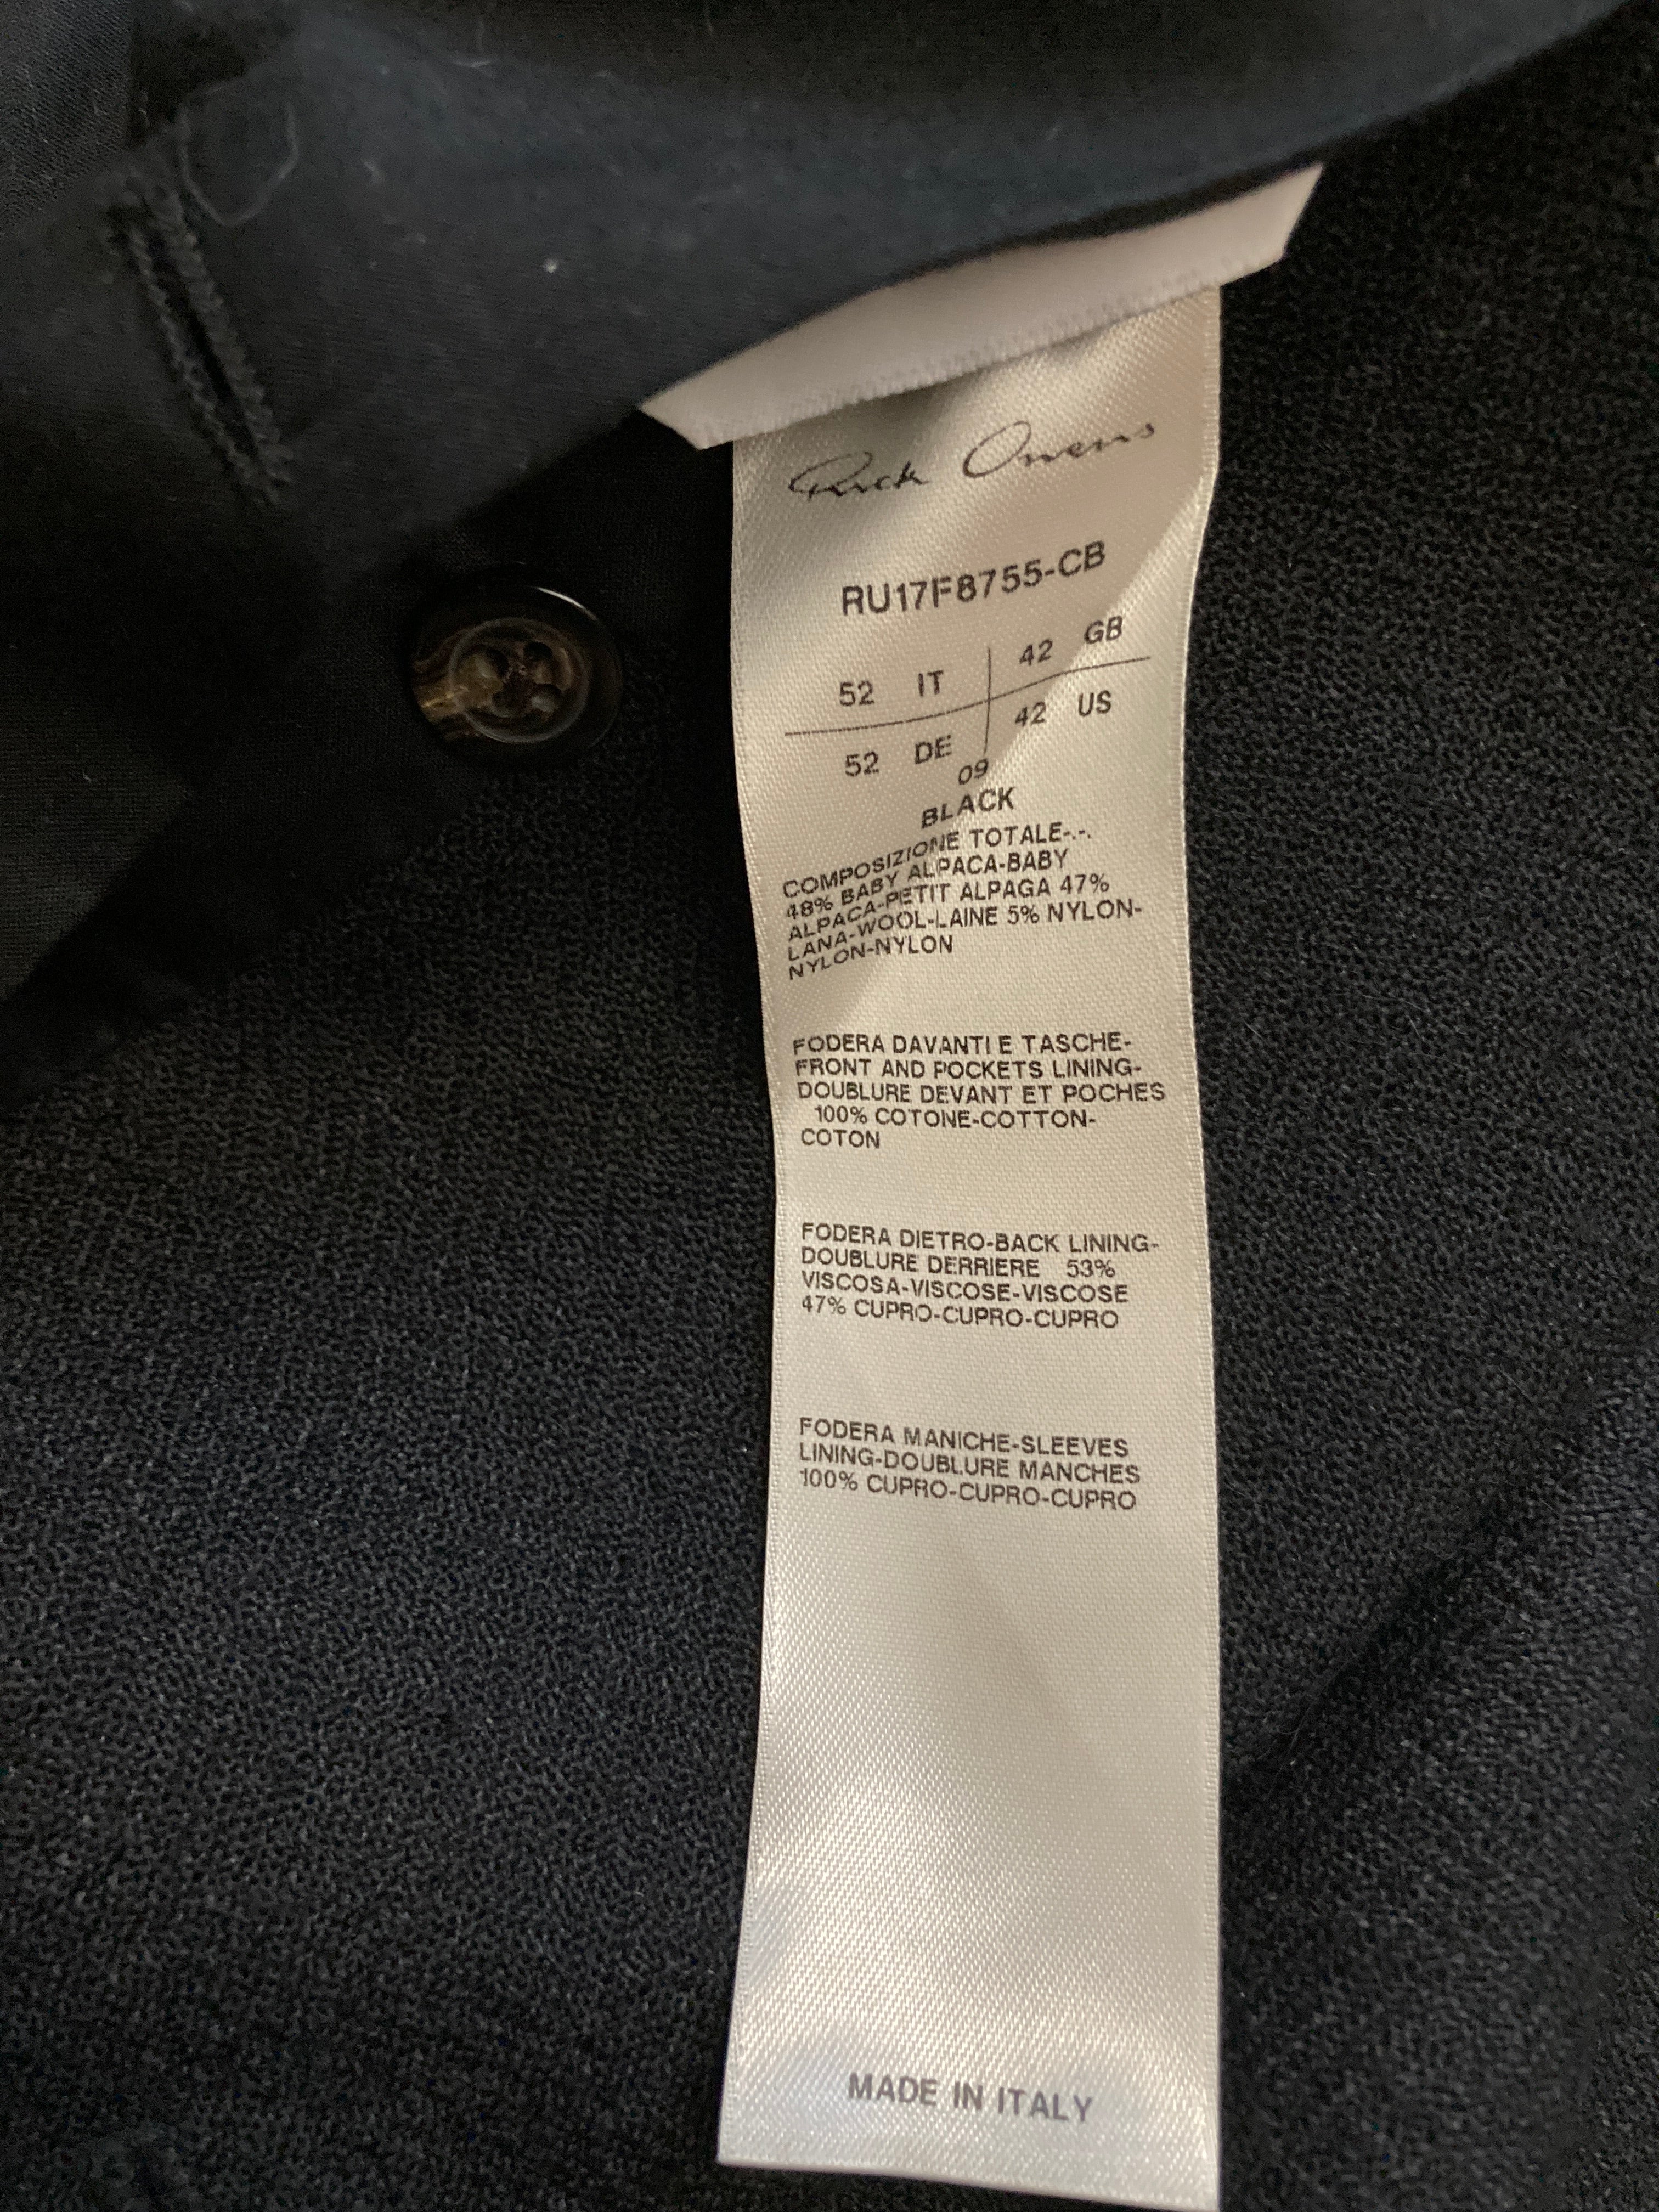 Rick Owens
RU17F8755-CB
52 IT 42 GB
52 DE 42 US
09
BLACK
COMPOSIZIONE TOTALE-.-.
48% BABY ALPACA-BABY
ALPACA-PETIT ALPAGA 47%
LANA-WOOL-LAINE 5% NYLON-
NYLON-NYLON
FODERA DAVANTI E TASCHE-
FRONT AND POCKETS LINING-
DOUBLURE DEVANT ET POCHES
100% COTONE-COTTON-
COTON
FODERA DIETRO-BACK LINING-
DOUBLURE DERRIERE 53%
VISCOSA-VISCOSE-VISCOSE
47% CUPRO-CUPRO-CUPRO
FODERA MANICHE-SLEEVES
LINING-DOUBLURE MANCHES
100% CUPRO-CUPRO-CUPRO
MADE IN ITALY